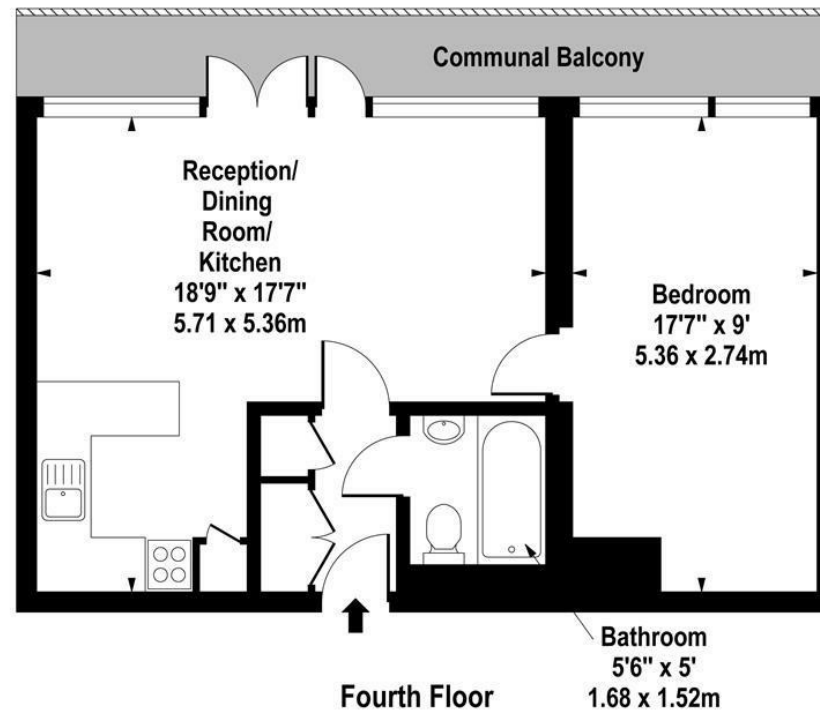 Communal Balcony
Reception/
Dining
Room/
Kitchen
18'9" x 17'7"
5.71 x 5.36m
Bedroom
17'7" x 9'
5.36 x 2.74m
Bathroom
5'6" x 5'
1.68 x 1.52m
Fourth Floor